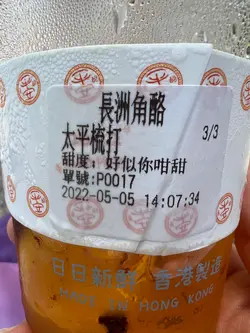 長洲角酪
太平梳打 3/3
甜度：好似你咁甜
單號:P0017
2022-05-05 14:07:34
日日新鮮 香港製造
MADE IN HONG KONG